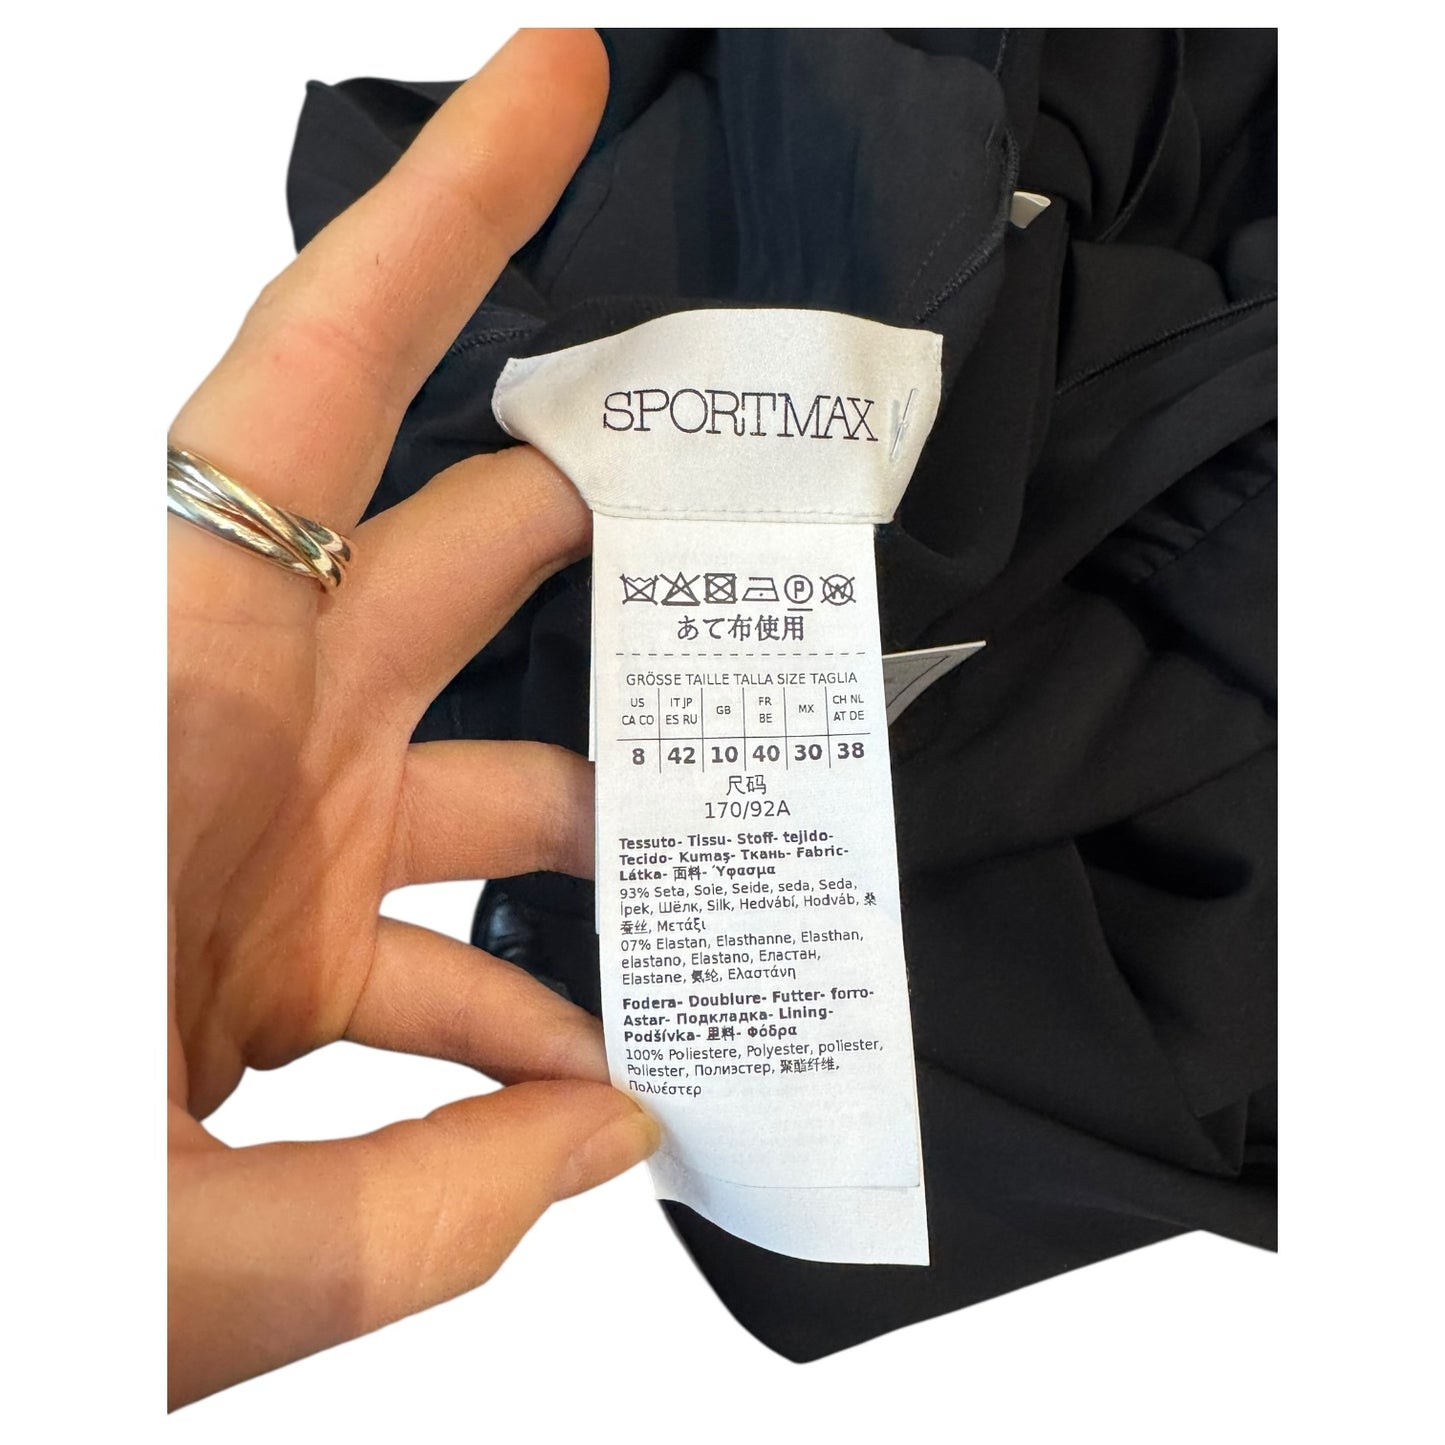 SPORTMAX
あて布使用
GRÖSSE TAILLE TALLA SIZE TAGLIA
US IT JP GB FR MX CH NL
CA CO ES RU BE AT DE
8 42 10 40 30 38
尺码
170/92A
Tessuto- Tissu- Stoff- tejido-
Tecido- Kumaş- Ткань- Fabric-
Látka- 面料- Ύφασμα
93% Seta, Soie, Seide, seda, Seda,
İpek, Шёлк, Silk, Hedvábí, Hodváb, 桑
蚕丝, Μετάξι
07% Elastan, Elasthanne, Elasthan,
elastano, Elastano, Еластан,
Elastane, 氨纶, Ελαστάνη
Fodera- Doublure- Futter- forro-
Astar- Подкладка- Lining-
Podšívka- 里料- Φόδρα
100% Poliestere, Polyester, poliester,
Poliester, Полиэстер, 聚酯纤维,
Πολυέστερ